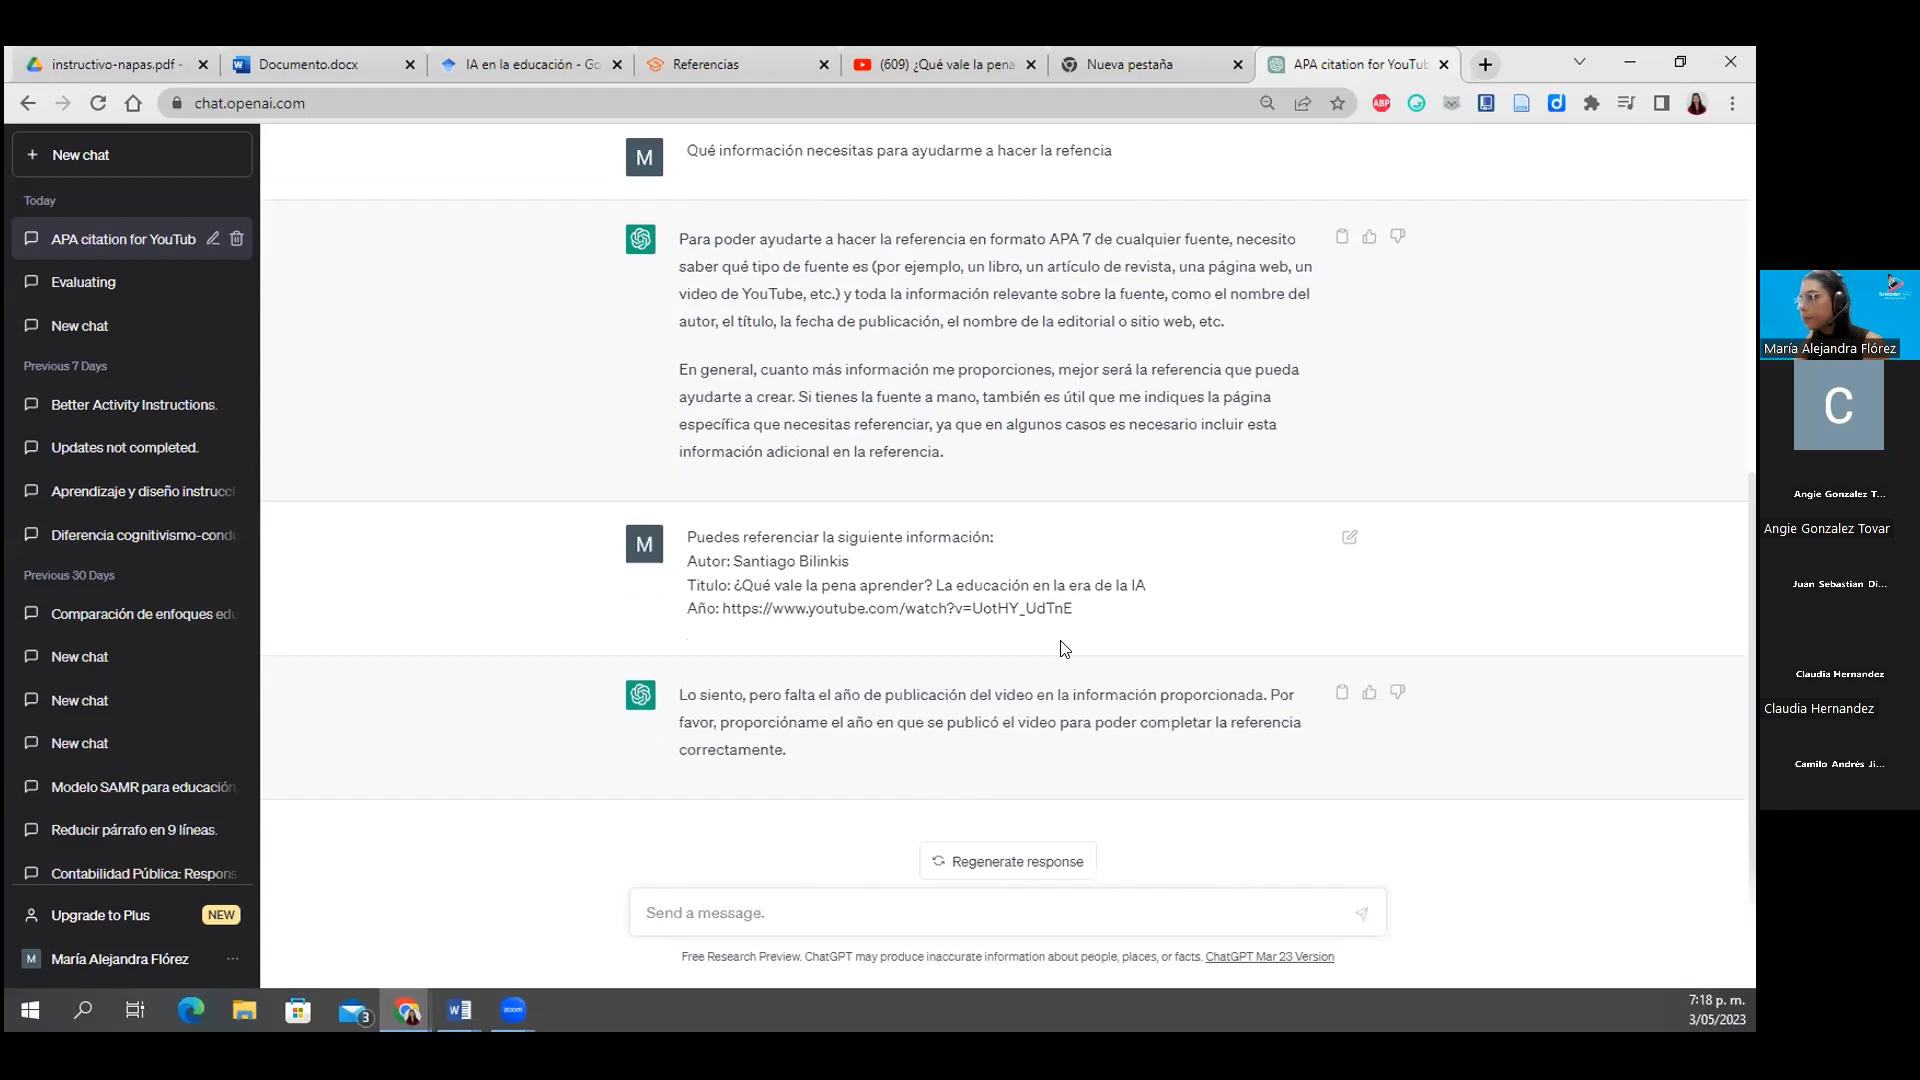 instructivo-napas.pdf -
Documento.docx
IA en la educación - Go
Referencias
(609) ¿Qué vale la pena
Nueva pestaña
APA citation for YouTub
chat.openai.com
ABP
+ New chat
Today
APA citation for YouTub
Evaluating
New chat
Previous 7 Days
Better Activity Instructions.
Updates not completed.
Aprendizaje y diseño instrucci
Diferencia cognitivismo-condu
Previous 30 Days
Comparación de enfoques edu
New chat
New chat
New chat
Modelo SAMR para educación
Reducir párrafo en 9 líneas.
Contabilidad Pública: Respons
Upgrade to Plus
NEW
M
María Alejandra Flórez
M
Qué información necesitas para ayudarme a hacer la refencia
Para poder ayudarte a hacer la referencia en formato APA 7 de cualquier fuente, necesito
saber qué tipo de fuente es (por ejemplo, un libro, un artículo de revista, una página web, un
video de YouTube, etc.) y toda la información relevante sobre la fuente, como el nombre del
autor, el título, la fecha de publicación, el nombre de la editorial o sitio web, etc.
En general, cuanto más información me proporciones, mejor será la referencia que pueda
ayudarte a crear. Si tienes la fuente a mano, también es útil que me indiques la página
específica que necesitas referenciar, ya que en algunos casos es necesario incluir esta
información adicional en la referencia.
M
Puedes referenciar la siguiente información:
Autor: Santiago Bilinkis
Titulo: ¿Qué vale la pena aprender? La educación en la era de la IA
Año: https://www.youtube.com/watch?v=UotHY_UdTnE
Lo siento, pero falta el año de publicación del video en la información proporcionada. Por
favor, proporcióname el año en que se publicó el video para poder completar la referencia
correctamente.
Regenerate response
Send a message.
Free Research Preview. ChatGPT may produce inaccurate information about people, places, or facts. ChatGPT Mar 23 Version
María Alejandra Flórez
C
Angie Gonzalez T...
Angie Gonzalez Tovar
Juan Sebastian Di...
Claudia Hernandez
Claudia Hernandez
Camilo Andrés Ji...
3
zoom
7:18 p. m.
3/05/2023